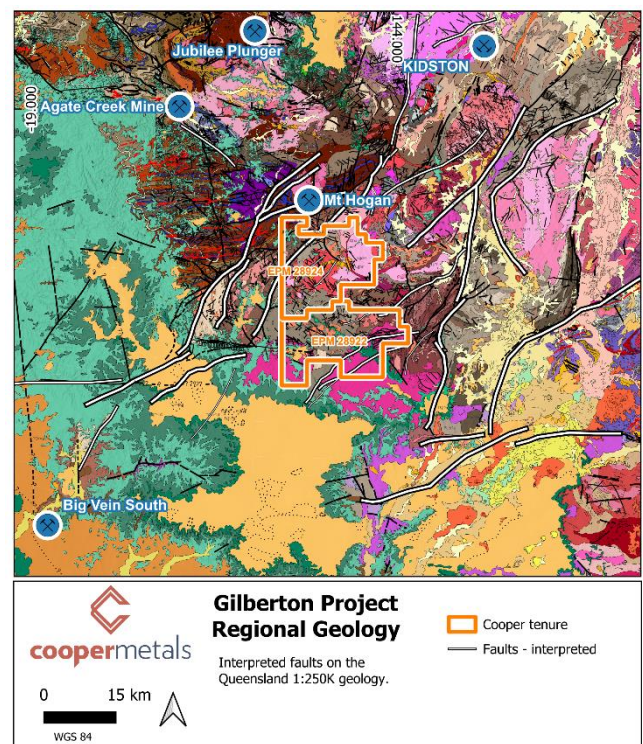 Jubilee Plunger
144.000
KIDSTON
-19.000
Agate Creek Mine
Mt Hogan
EPM 28924
EPM 28922
Big Vein South
coopermetals
0 15 km
WGS 84
Gilberton Project
Regional Geology
Interpreted faults on the
Queensland 1:250K geology.
Cooper tenure
Faults - interpreted